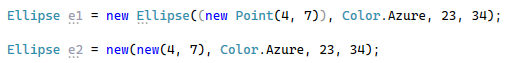 Ellipse e1 = new Ellipse((new Point(4, 7)), Color.Azure, 23, 34);
Ellipse e2 = new(new(4, 7), Color.Azure, 23, 34);